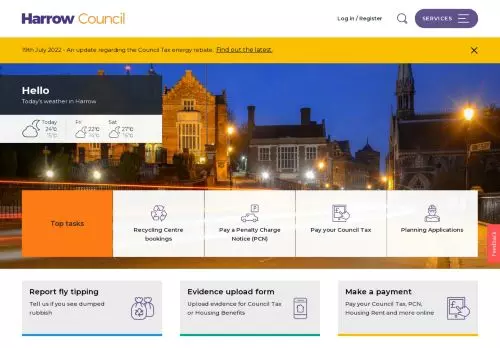 Harrow Council
Log in / Register
SERVICES
19th July 2022 - An update regarding the Council Tax energy rebate. Find out the latest.
Hello
Today's weather in Harrow
Today
24°C
Fri
22°C
Sat
27°C
Top tasks
Recycling Centre
bookings
Pay a Penalty Charge
Notice (PCN)
Pay your Council Tax
Planning Applications
Feedback
Report fly tipping
Tell us if you see dumped
rubbish
Evidence upload form
Upload evidence for Council Tax
or Housing Benefits
Make a payment
Pay your Council Tax, PCN,
Housing Rent and more online